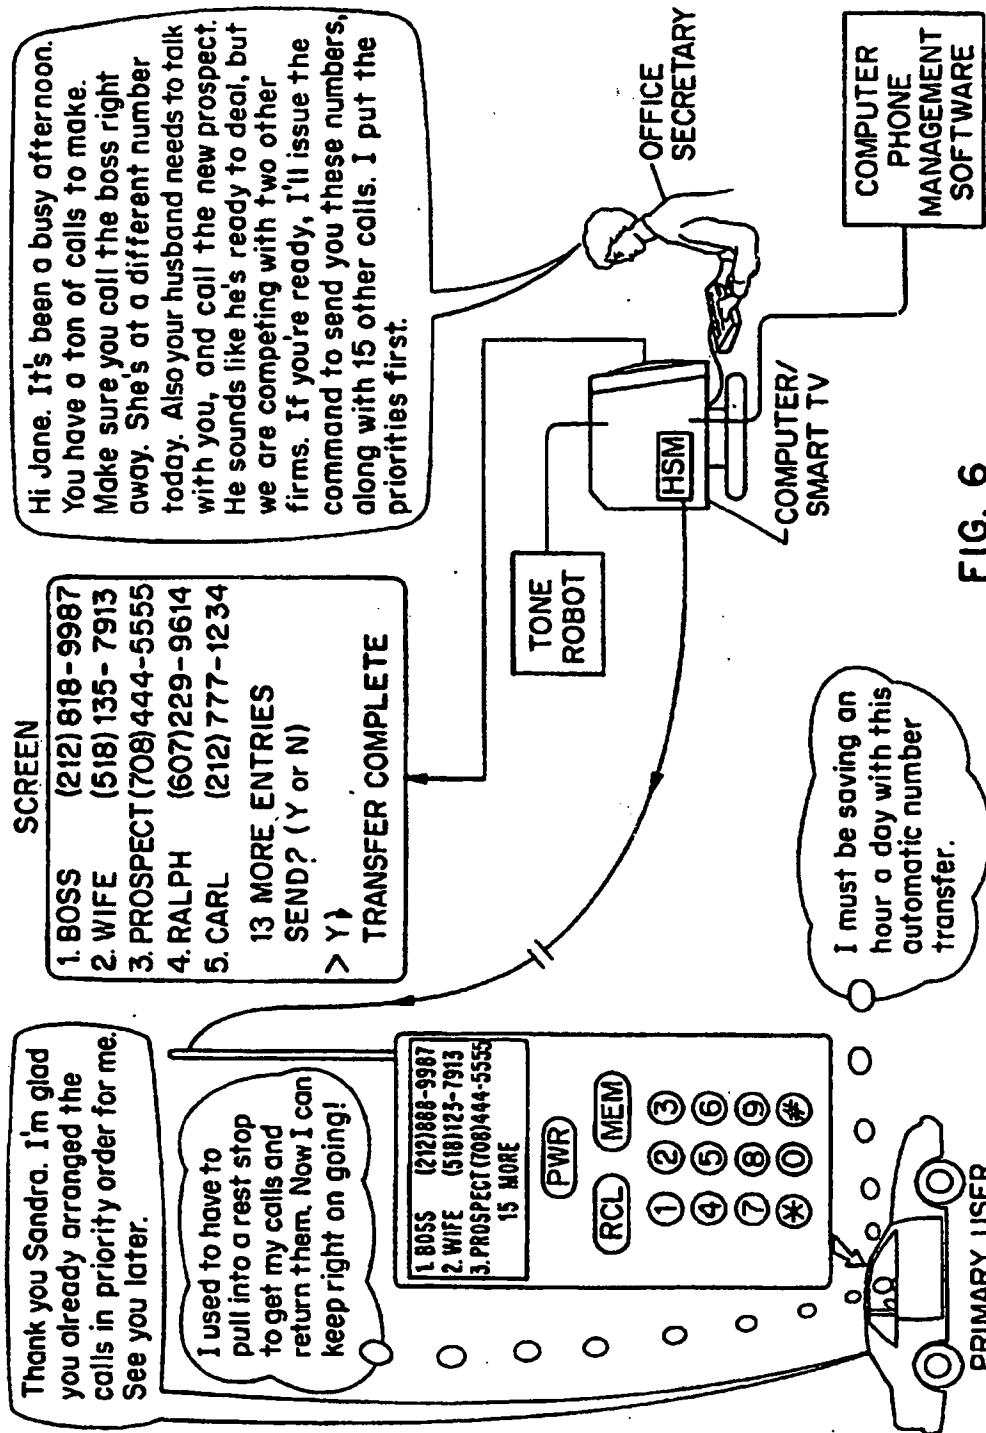 Thank you Sandra. I'm glad
you already arranged the
calls in priority order for me.
See you later.
I used to have to
pull into a rest stop
to get my calls and
return them. Now I can
keep right on going!
1. BOSS (212)888-9987
2. WIFE (518)123-7913
3. PROSPECT(708)444-5555
15 MORE
PWR
RCL
MEM
1 2 3
4 5 6
7 8 9
* 0 #
PRIMARY USER
I must be saving an
hour a day with this
automatic number
transfer.
SCREEN
1. BOSS (212) 818-9987
2. WIFE (518) 135-7913
3. PROSPECT (708)444-5555
4. RALPH (607)229-9614
5. CARL (212) 777-1234
13 MORE ENTRIES
SEND? (Y or N)
> Y
TRANSFER COMPLETE
Hi Jane. It's been a busy afternoon.
You have a ton of calls to make.
Make sure you call the boss right
away. She's at a different number
today. Also your husband needs to talk
with you, and call the new prospect.
He sounds like he's ready to deal, but
we are competing with two other
firms. If you're ready, I'll issue the
command to send you these numbers,
along with 15 other calls. I put the
priorities first.
TONE
ROBOT
HSM
COMPUTER/
SMART TV
OFFICE
SECRETARY
COMPUTER
PHONE
MANAGEMENT
SOFTWARE
FIG. 6